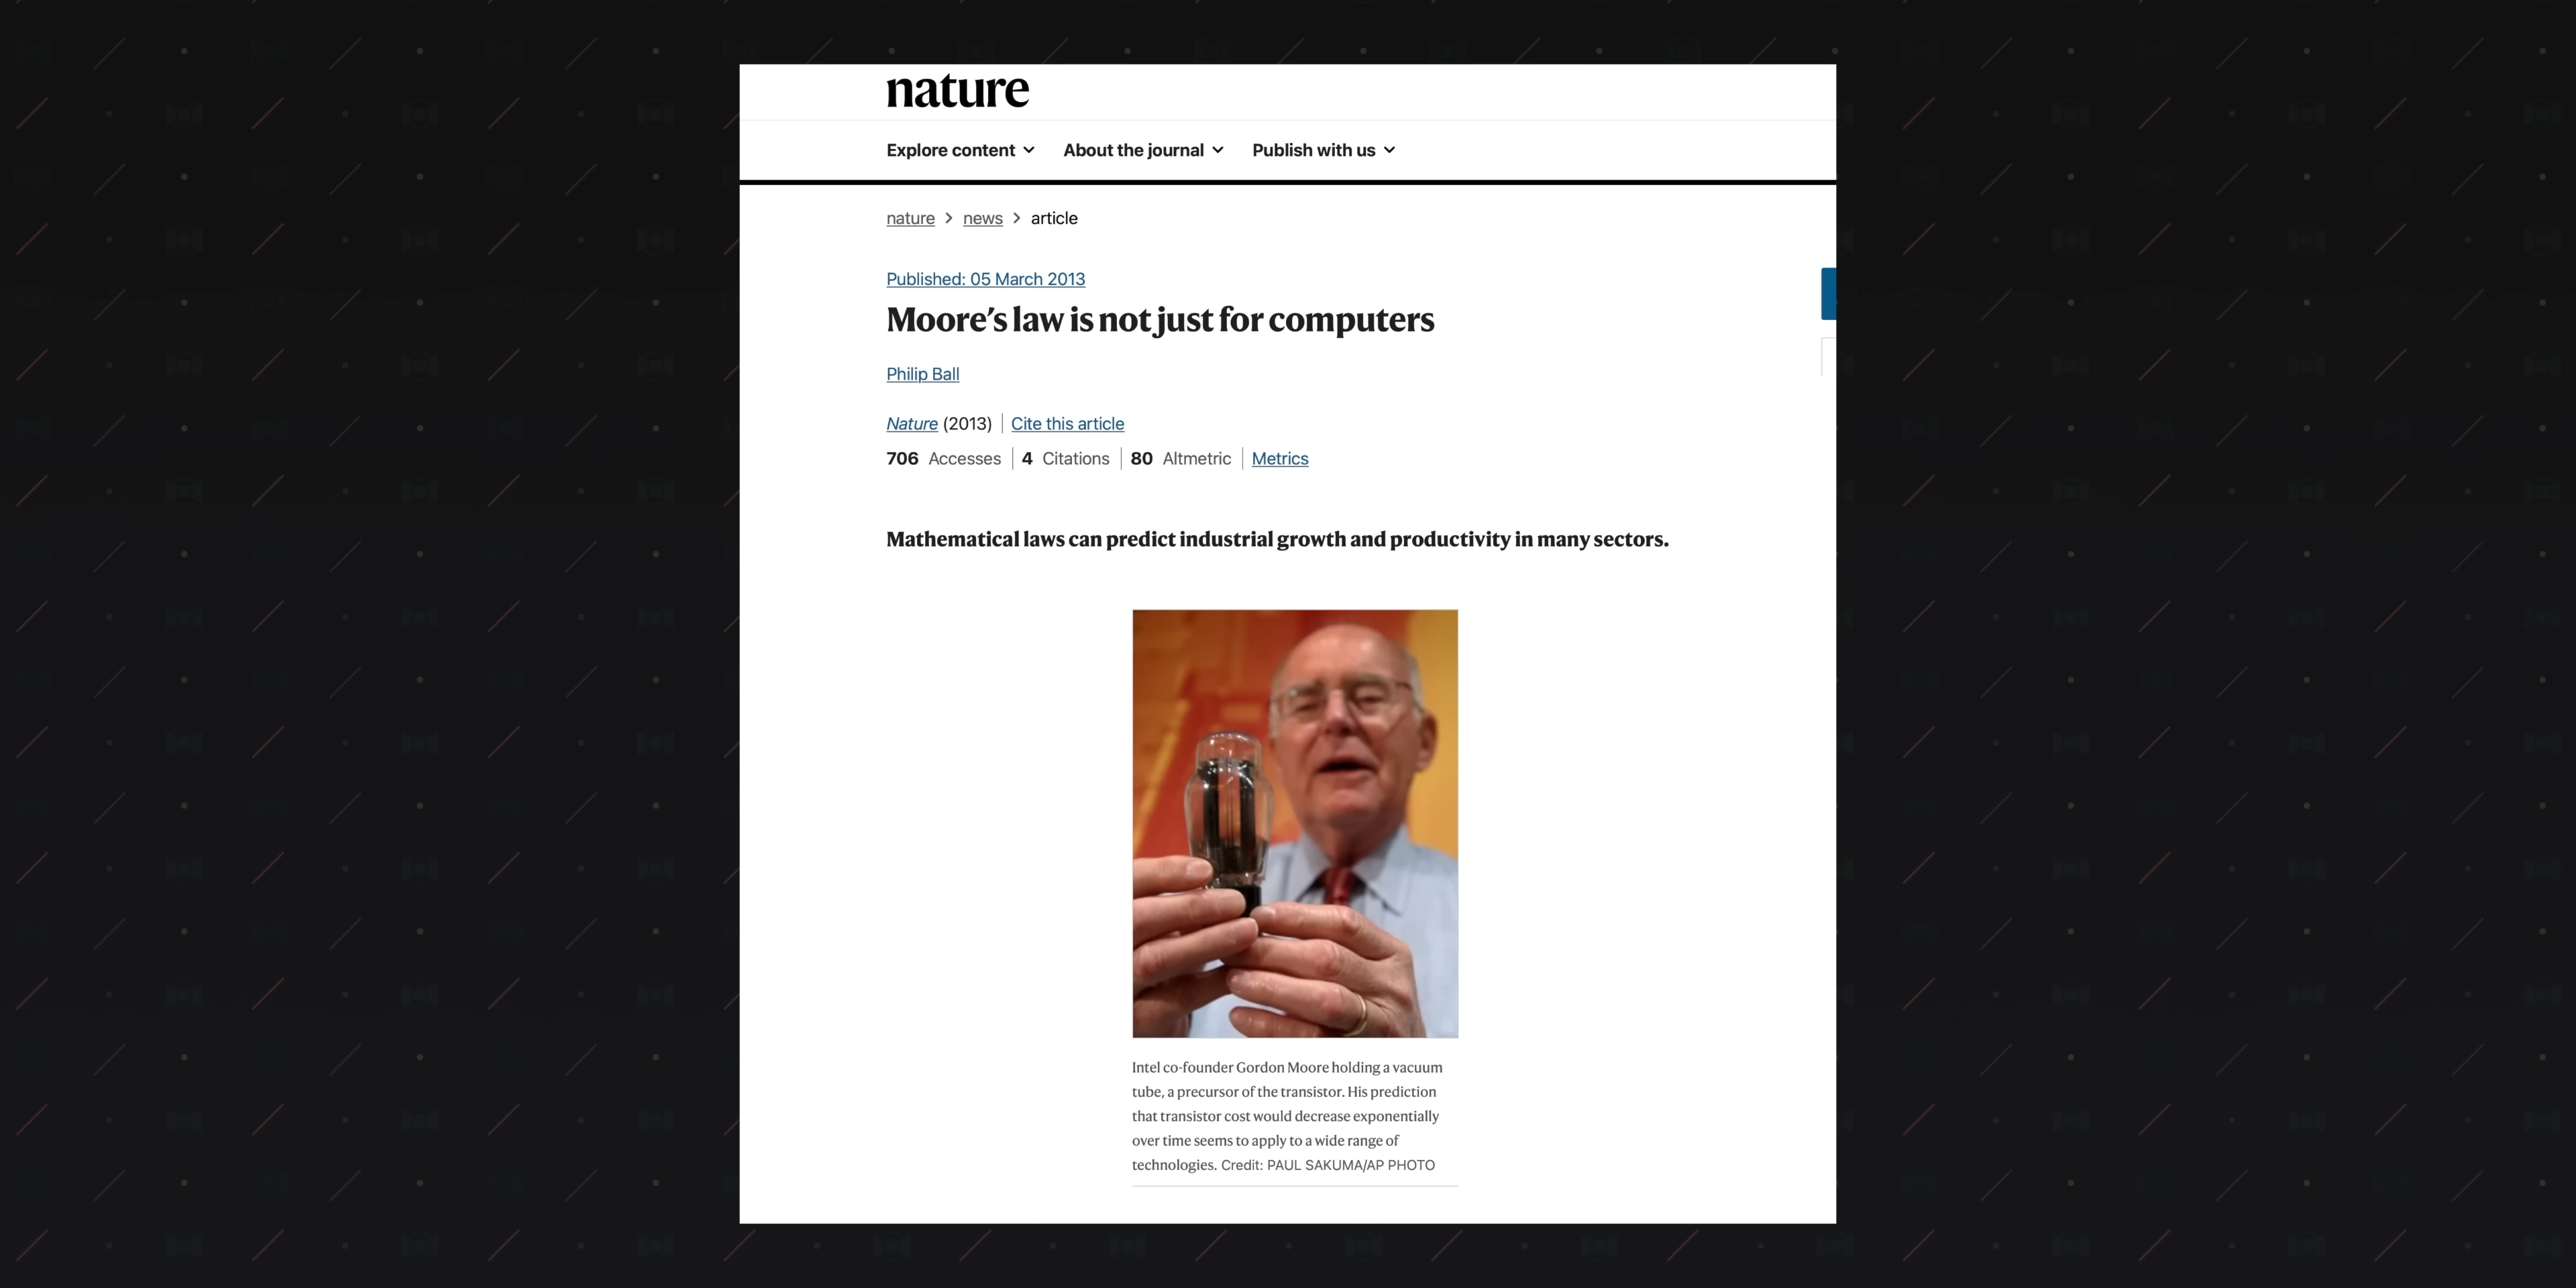 nature
Explore content About the journal Publish with us
nature > news > article
Published: 05 March 2013
Moore’s law is not just for computers
Philip Ball
Nature (2013) | Cite this article
706 Accesses | 4 Citations | 80 Altmetric | Metrics
Mathematical laws can predict industrial growth and productivity in many sectors.
Intel co-founder Gordon Moore holding a vacuum
tube, a precursor of the transistor. His prediction
that transistor cost would decrease exponentially
over time seems to apply to a wide range of
technologies. Credit: PAUL SAKUMA/AP PHOTO